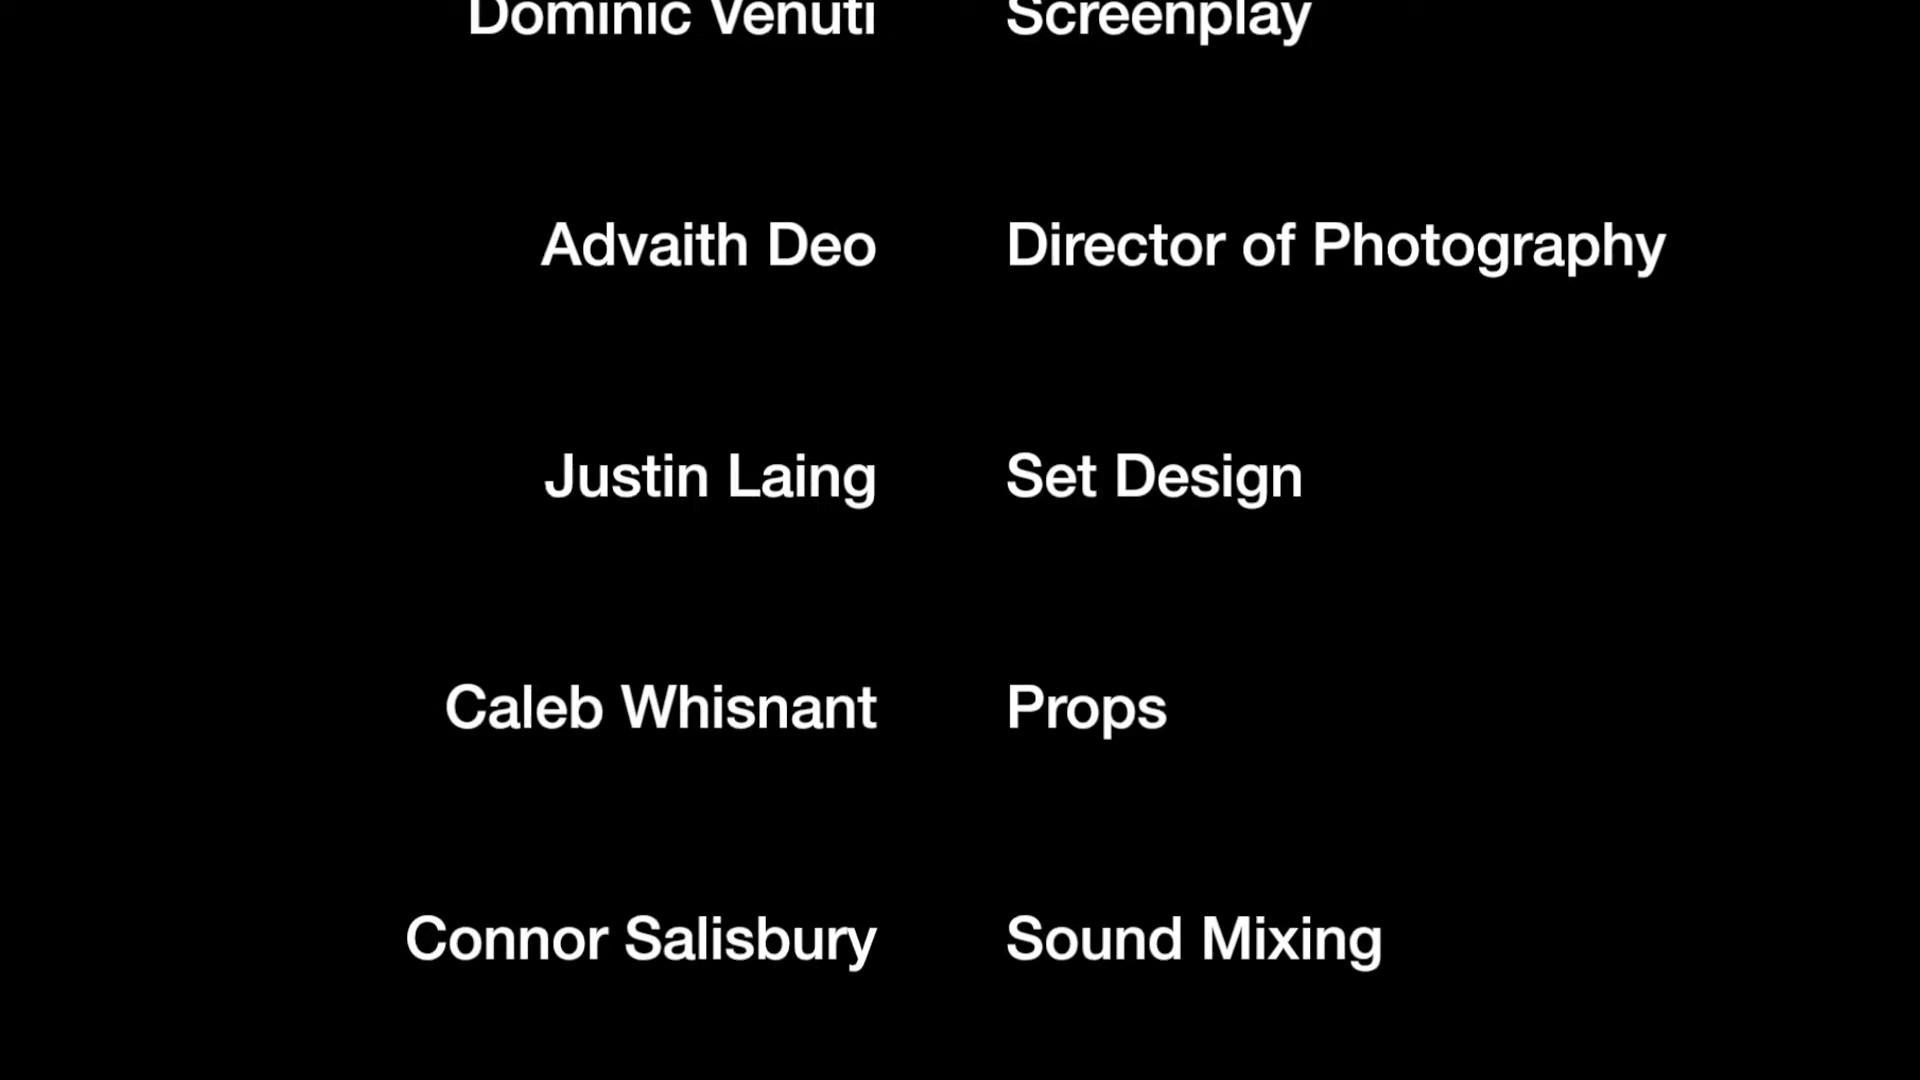 Dominic Venuti Screenplay
Advaith Deo Director of Photography
Justin Laing Set Design
Caleb Whisnant Props
Connor Salisbury Sound Mixing